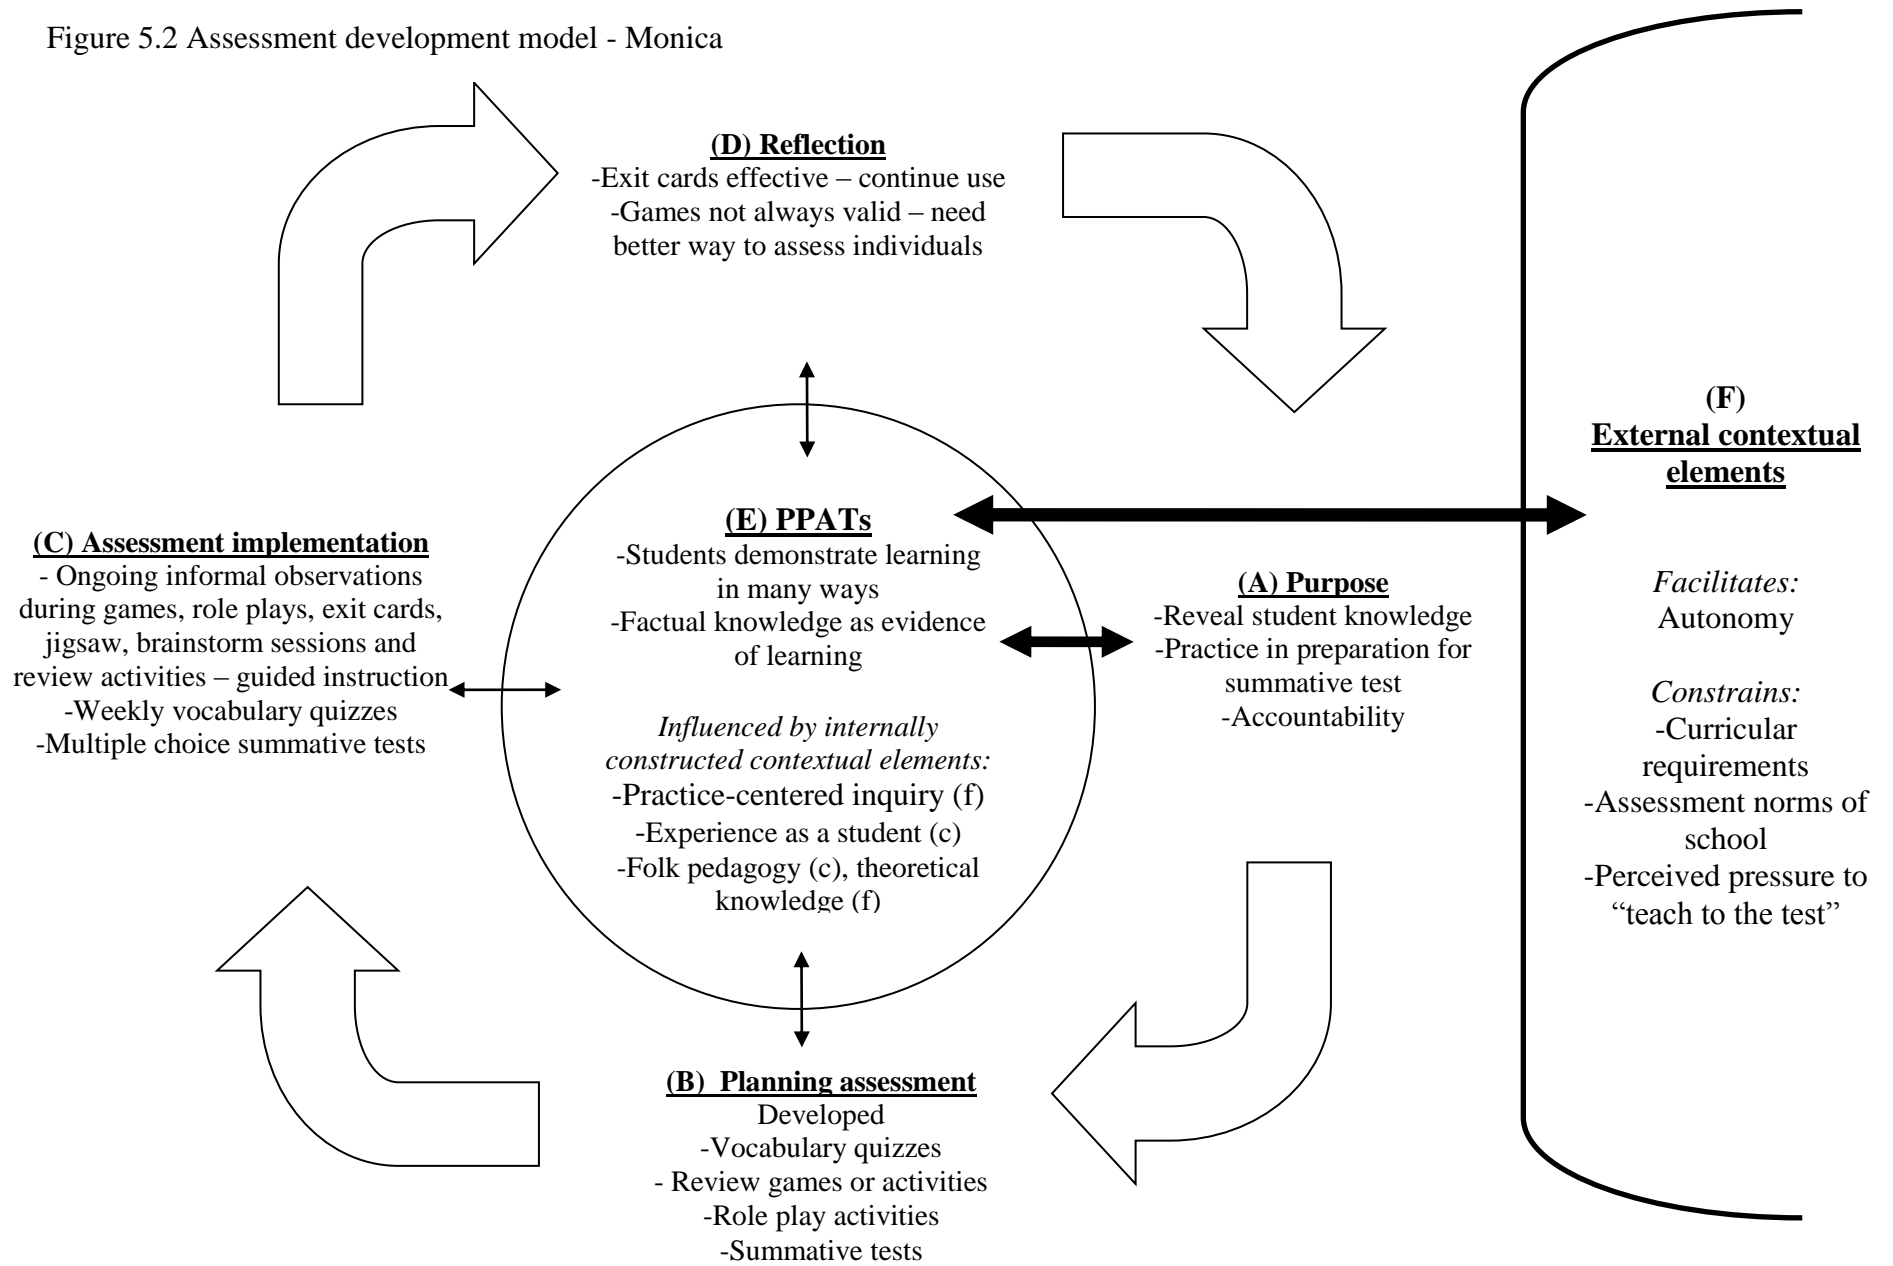 Figure 5.2 Assessment development model - Monica
(D) Reflection
-Exit cards effective – continue use
-Games not always valid – need
better way to assess individuals
(F)
External contextual
elements
Facilitates:
Autonomy
Constrains:
-Curricular
requirements
-Assessment norms of
school
-Perceived pressure to
“teach to the test”
(E) PPATs
-Students demonstrate learning
in many ways
-Factual knowledge as evidence
of learning
Influenced by internally
constructed contextual elements:
-Practice-centered inquiry (f)
-Experience as a student (c)
-Folk pedagogy (c), theoretical
knowledge (f)
(A) Purpose
-Reveal student knowledge
-Practice in preparation for
summative test
-Accountability
(C) Assessment implementation
- Ongoing informal observations
during games, role plays, exit cards,
jigsaw, brainstorm sessions and
review activities – guided instruction
-Weekly vocabulary quizzes
-Multiple choice summative tests
(B) Planning assessment
Developed
-Vocabulary quizzes
- Review games or activities
-Role play activities
-Summative tests